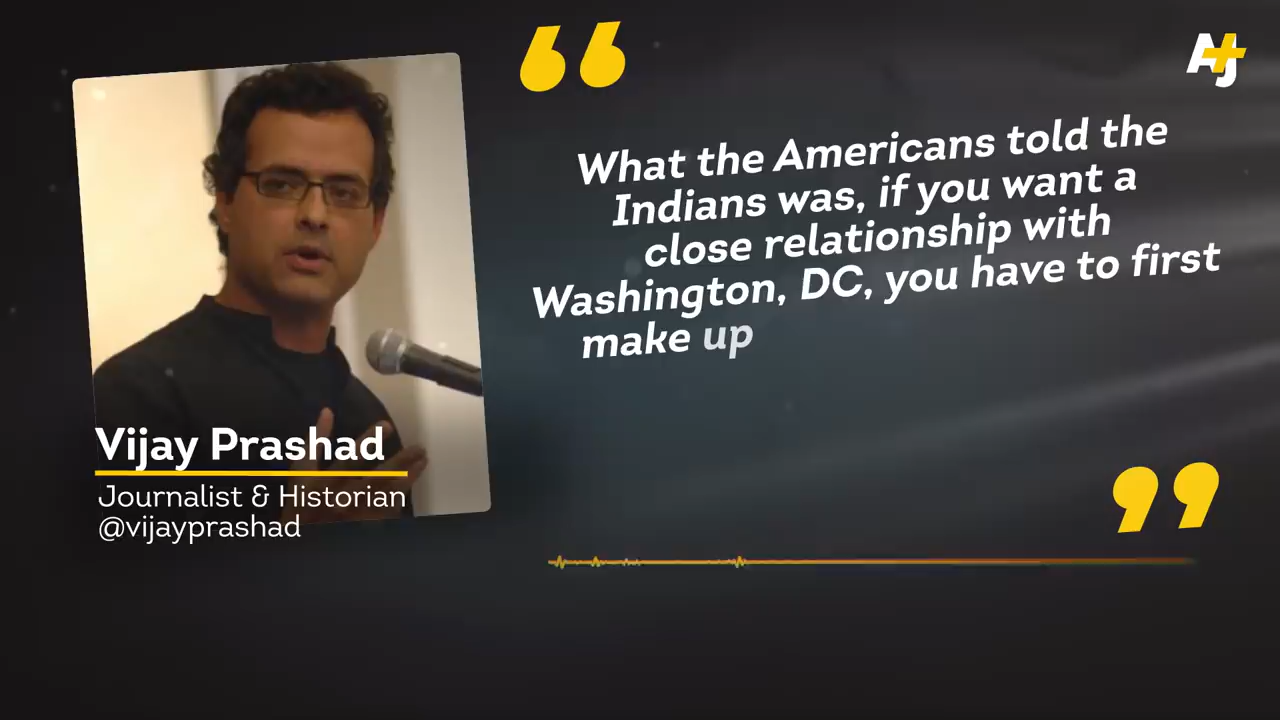 AJ+
What the Americans told the
Indians was, if you want a
close relationship with
Washington, DC, you have to first
make up
Vijay Prashad
Journalist & Historian
@vijayprashad